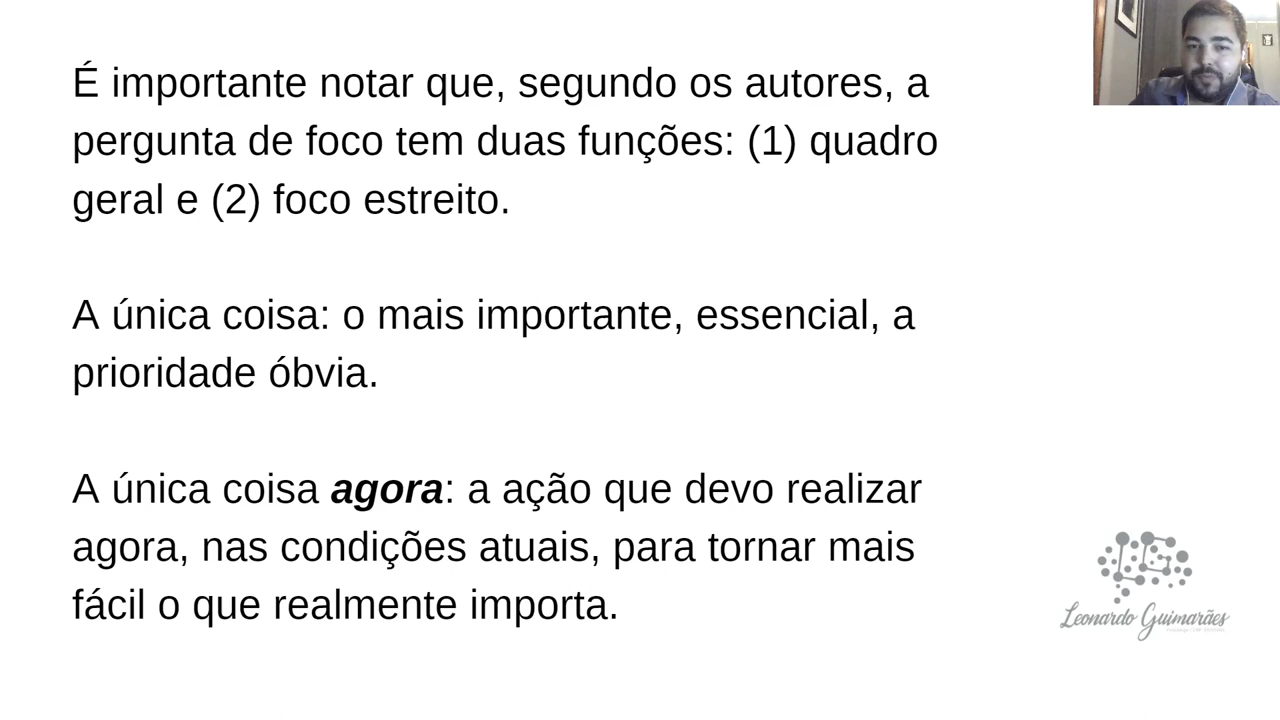 É importante notar que, segundo os autores, a
pergunta de foco tem duas funções: (1) quadro
geral e (2) foco estreito.
A única coisa: o mais importante, essencial, a
prioridade óbvia.
A única coisa agora: a ação que devo realizar
agora, nas condições atuais, para tornar mais
fácil o que realmente importa.
Leonardo Guimarães